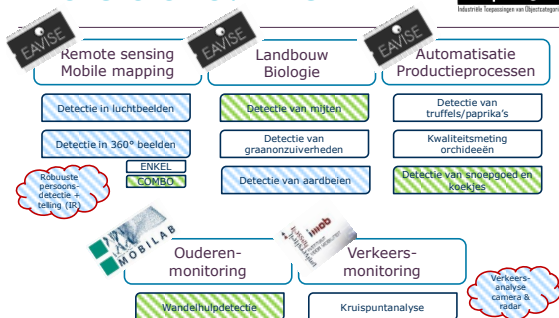 Industriële Toepassingen van Objectcategori
EAVISE
EAVISE
EAVISE
Remote sensing
Mobile mapping
Landbouw
Biologie
Automatisatie
Productieprocessen
Detectie in luchtbeelden
Detectie van mijten
Detectie van
truffels/paprika's
Detectie in 360° beelden
Detectie van
graanonzuiverheden
Kwaliteitsmeting
orchideeën
ENKEL
COMBO
Robuuste
persoons-
detectie +
telling (IR)
Detectie van aardbeien
Detectie van snoepgoed en
koekjes
MOBILAB
imob
Ouderen-
monitoring
Verkeers-
monitoring
Verkeers-
analyse
camera &
radar
Wandelhulpdetectie
Kruispuntanalyse